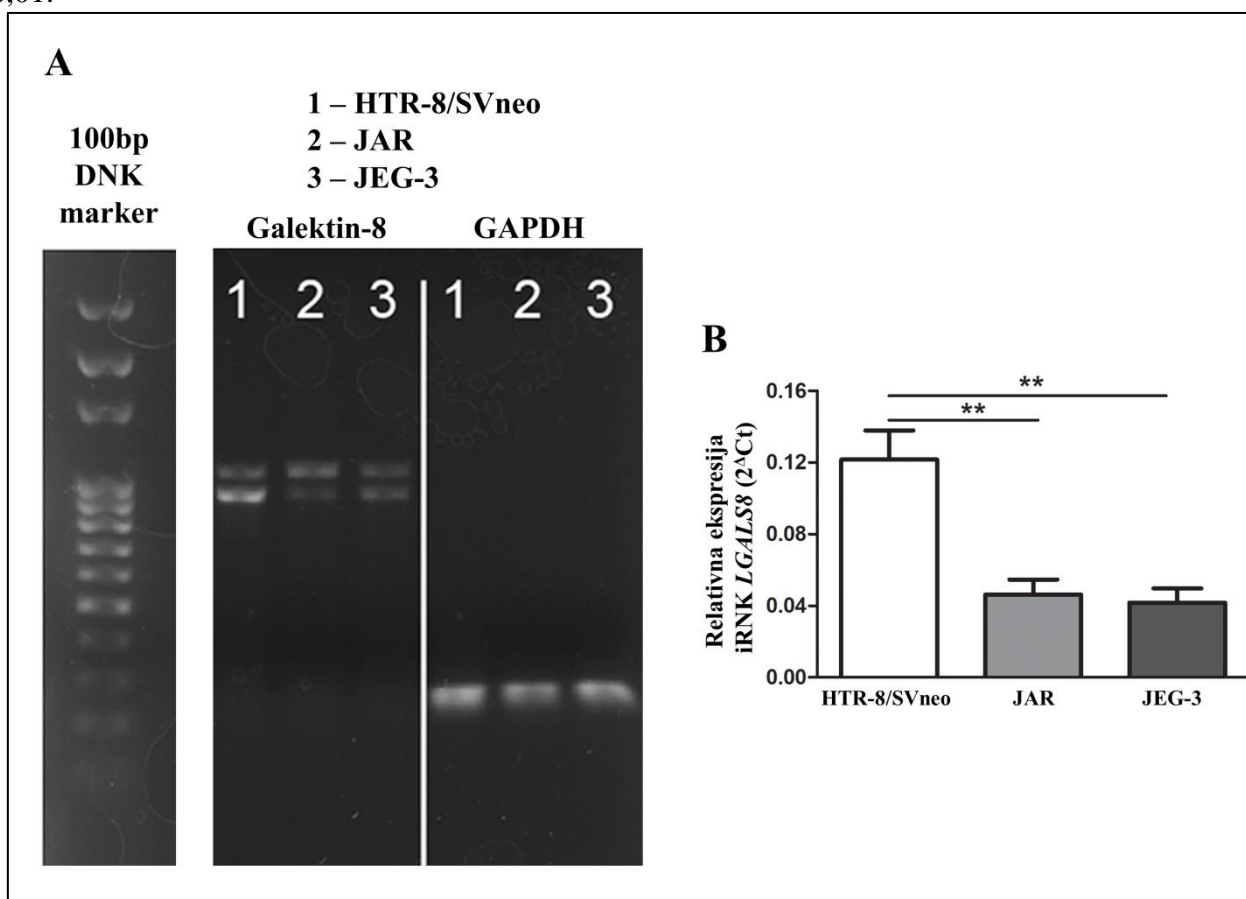 A
1 – HTR-8/SVneo
2 – JAR
3 – JEG-3
100bp
DNK
marker
Galektin-8
GAPDH
1 2 3
1 2 3
B
Relativna ekspresija
iRNK LGALS8 (2^ΔCt)
**
**
0.16
0.12
0.08
0.04
0.00
HTR-8/SVneo
JAR
JEG-3